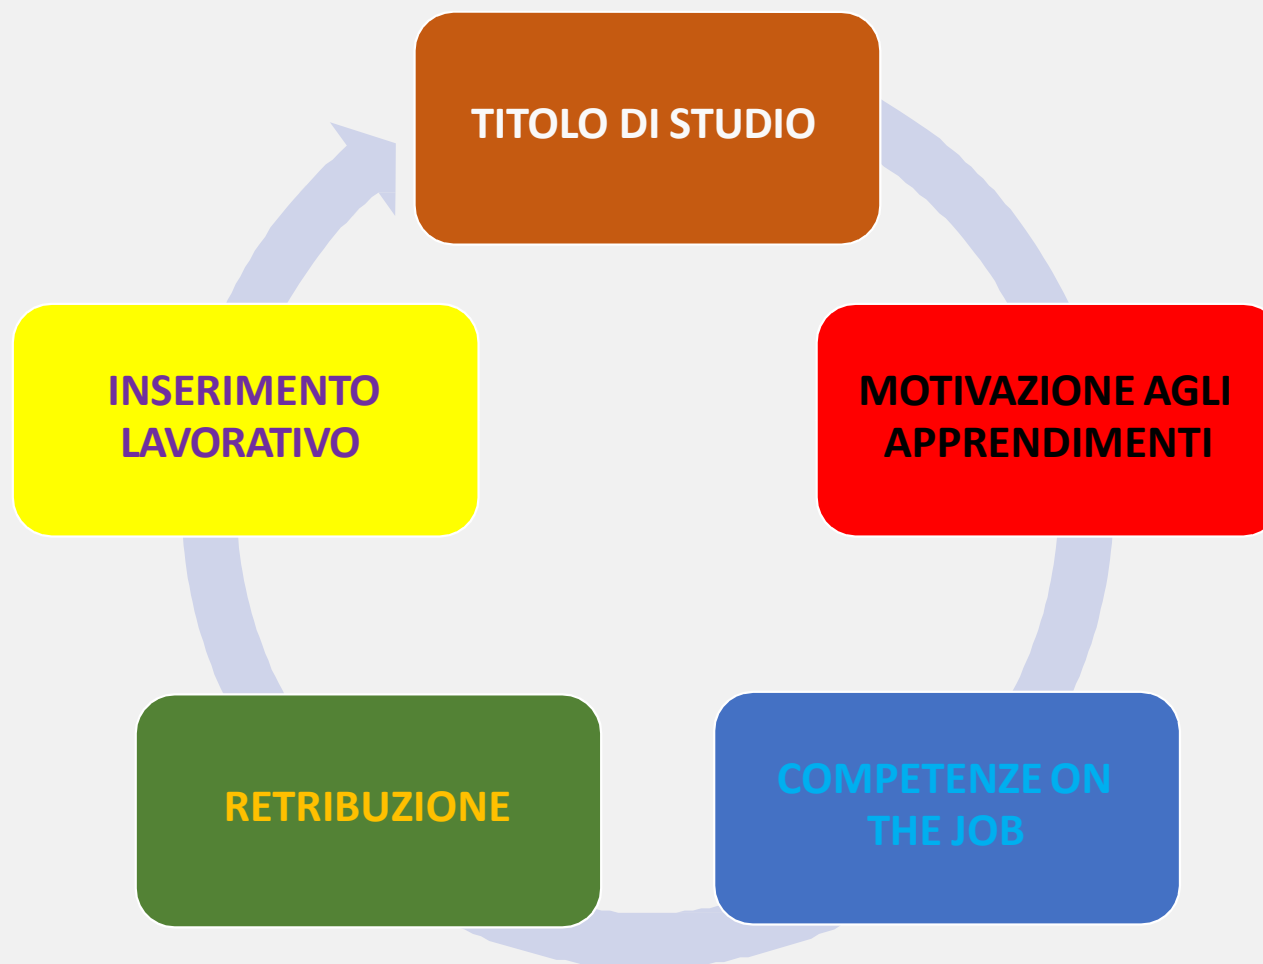 TITOLO DI STUDIO
MOTIVAZIONE AGLI
APPRENDIMENTI
COMPETENZE ON
THE JOB
RETRIBUZIONE
INSERIMENTO
LAVORATIVO